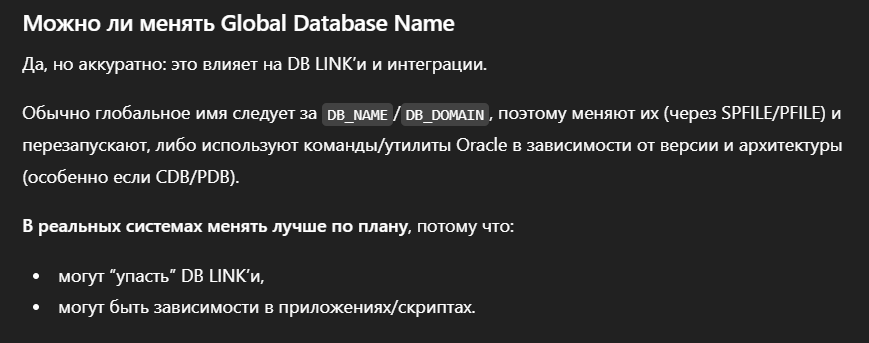 Можно ли менять Global Database Name
Да, но аккуратно: это влияет на DB LINK’и и интеграции.
Обычно глобальное имя следует за DB_NAME/DB_DOMAIN, поэтому меняют их (через SPFILE/PFILE) и
перезапускают, либо используют команды/утилиты Oracle в зависимости от версии и архитектуры
(особенно если CDB/PDB).
В реальных системах менять лучше по плану, потому что:
• могут “упасть” DB LINK’и,
• могут быть зависимости в приложениях/скриптах.